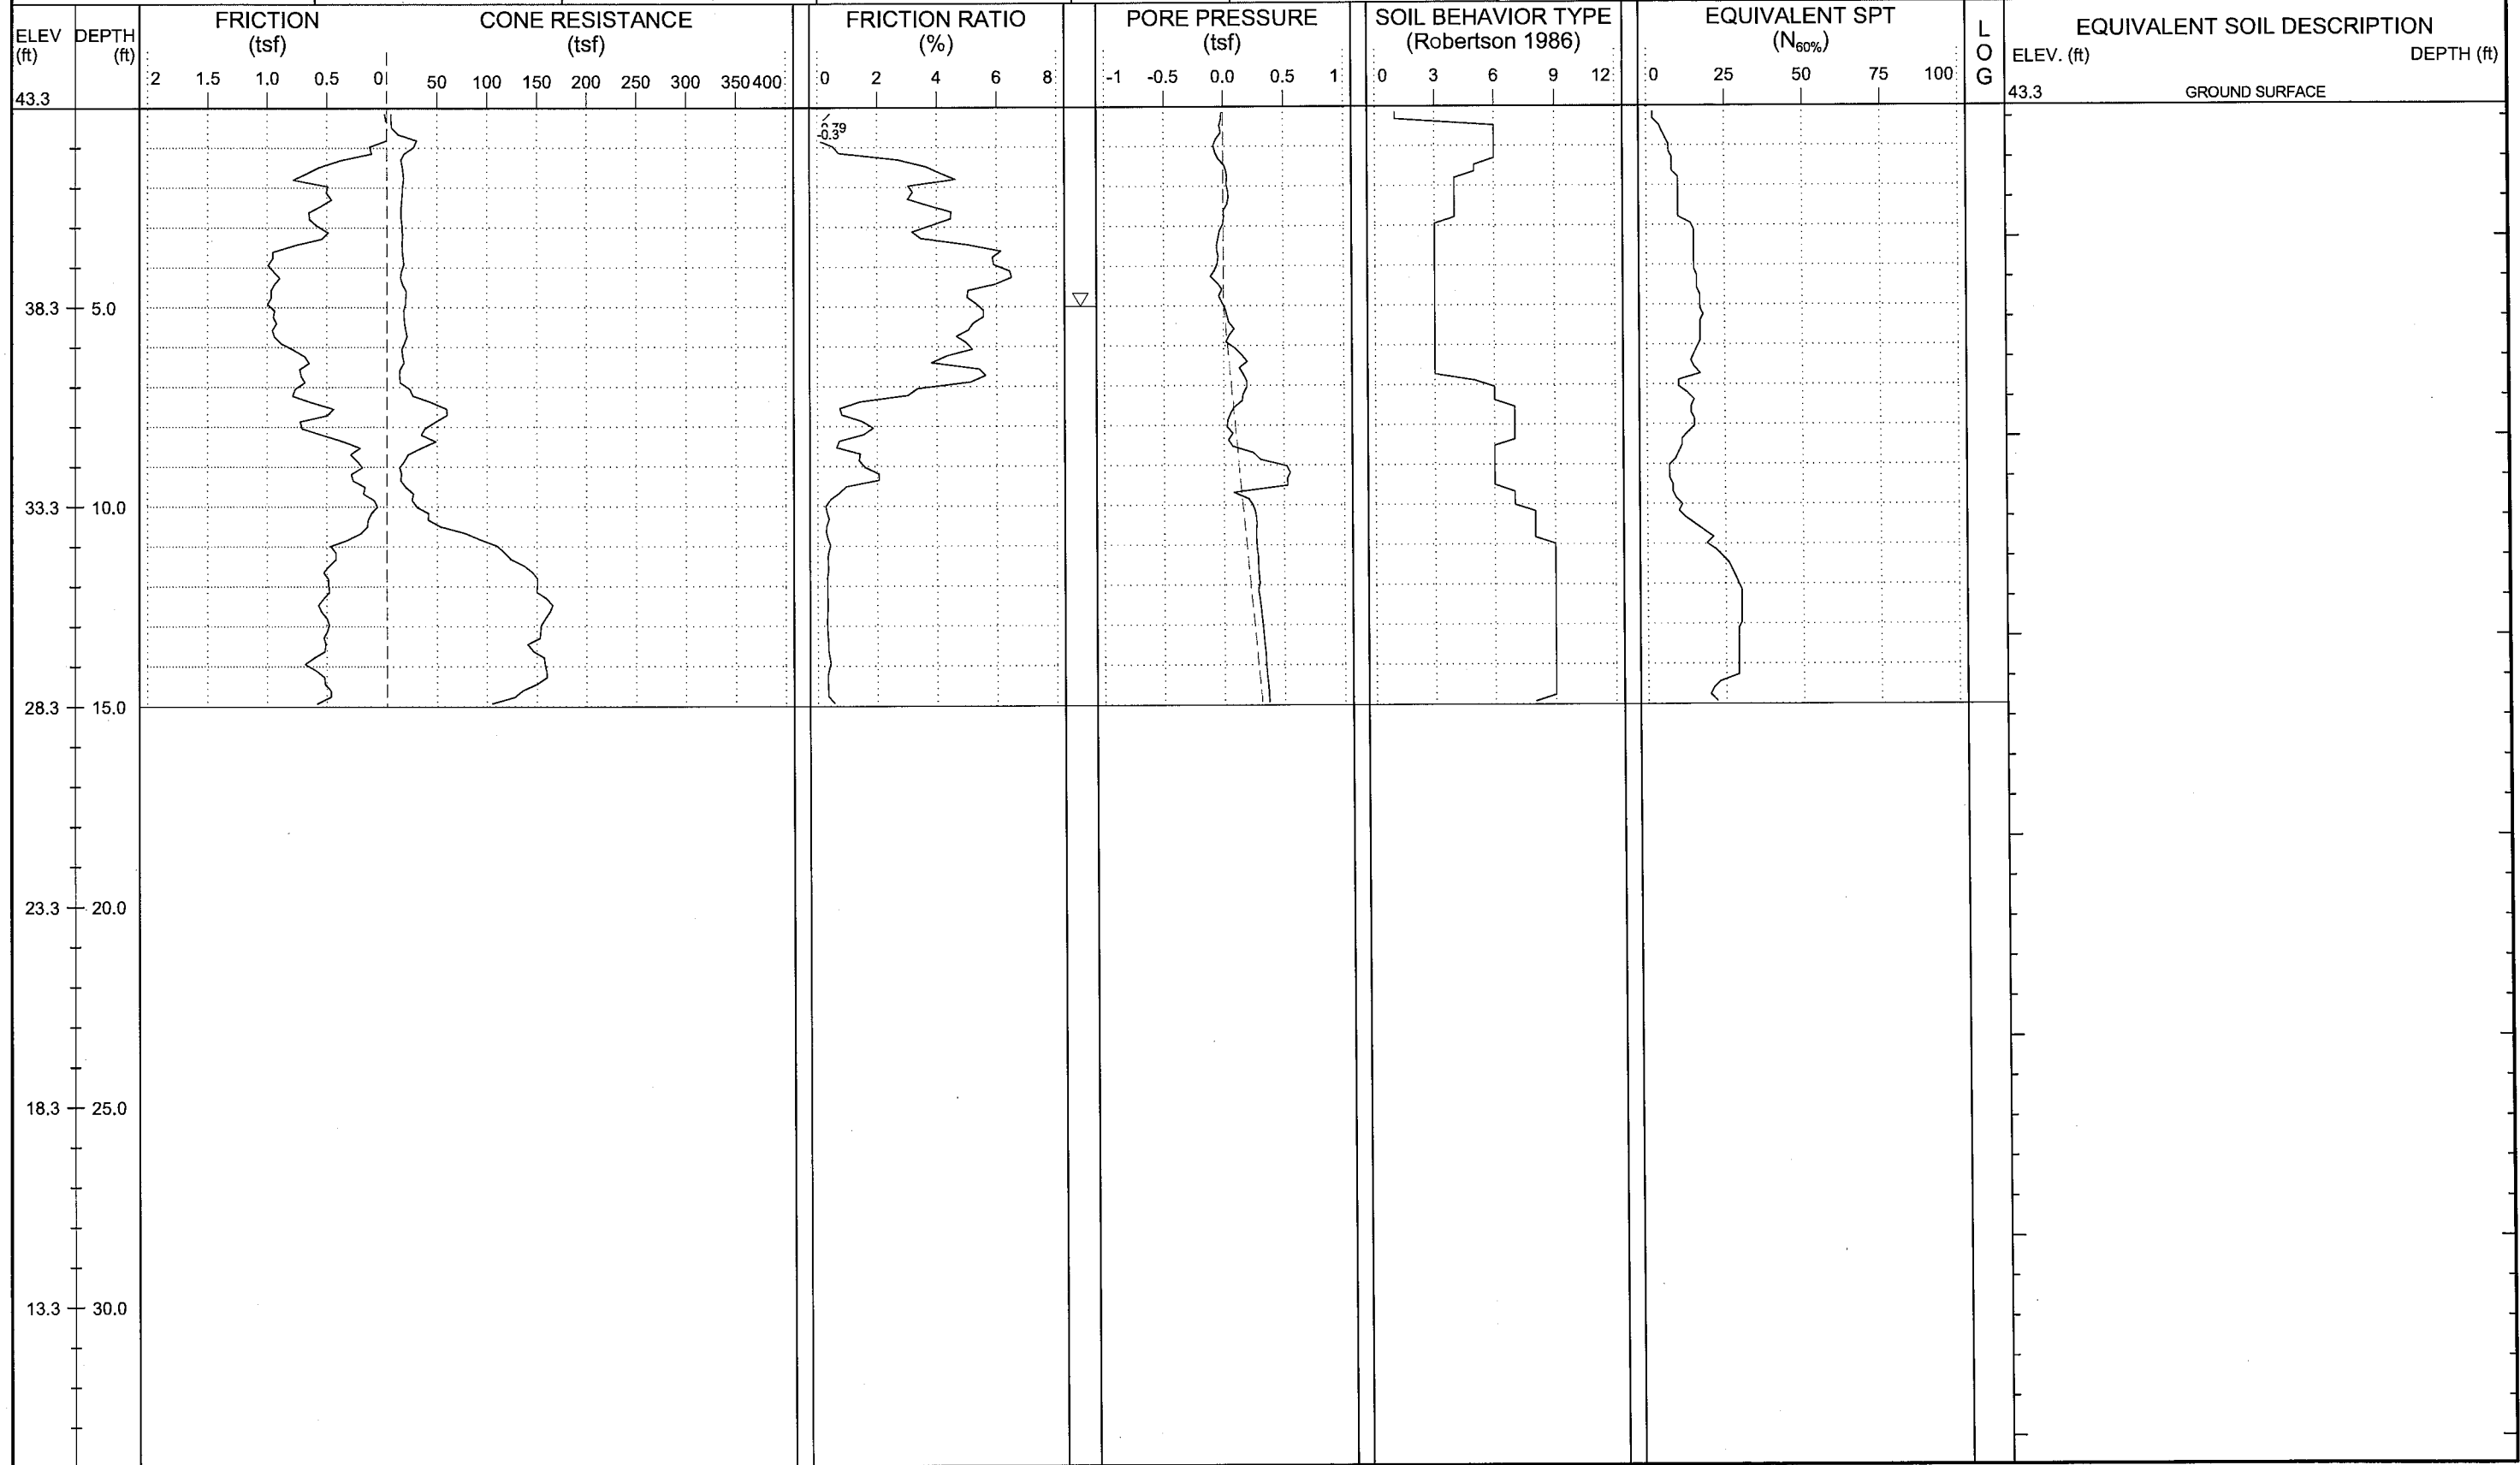 ELEV (ft)
DEPTH (ft)
FRICTION (tsf)
CONE RESISTANCE (tsf)
FRICTION RATIO (%)
PORE PRESSURE (tsf)
SOIL BEHAVIOR TYPE (Robertson 1986)
EQUIVALENT SPT (N60%)
LOG
EQUIVALENT SOIL DESCRIPTION
ELEV. (ft) DEPTH (ft)
2 1.5 1.0 0.5 0 50 100 150 200 250 300 350 400
0 2 4 6 8
-1 -0.5 0.0 0.5 1
0 3 6 9 12
0 25 50 75 100
43.3
43.3 GROUND SURFACE
38.3 5.0
33.3 10.0
28.3 15.0
23.3 20.0
18.3 25.0
13.3 30.0